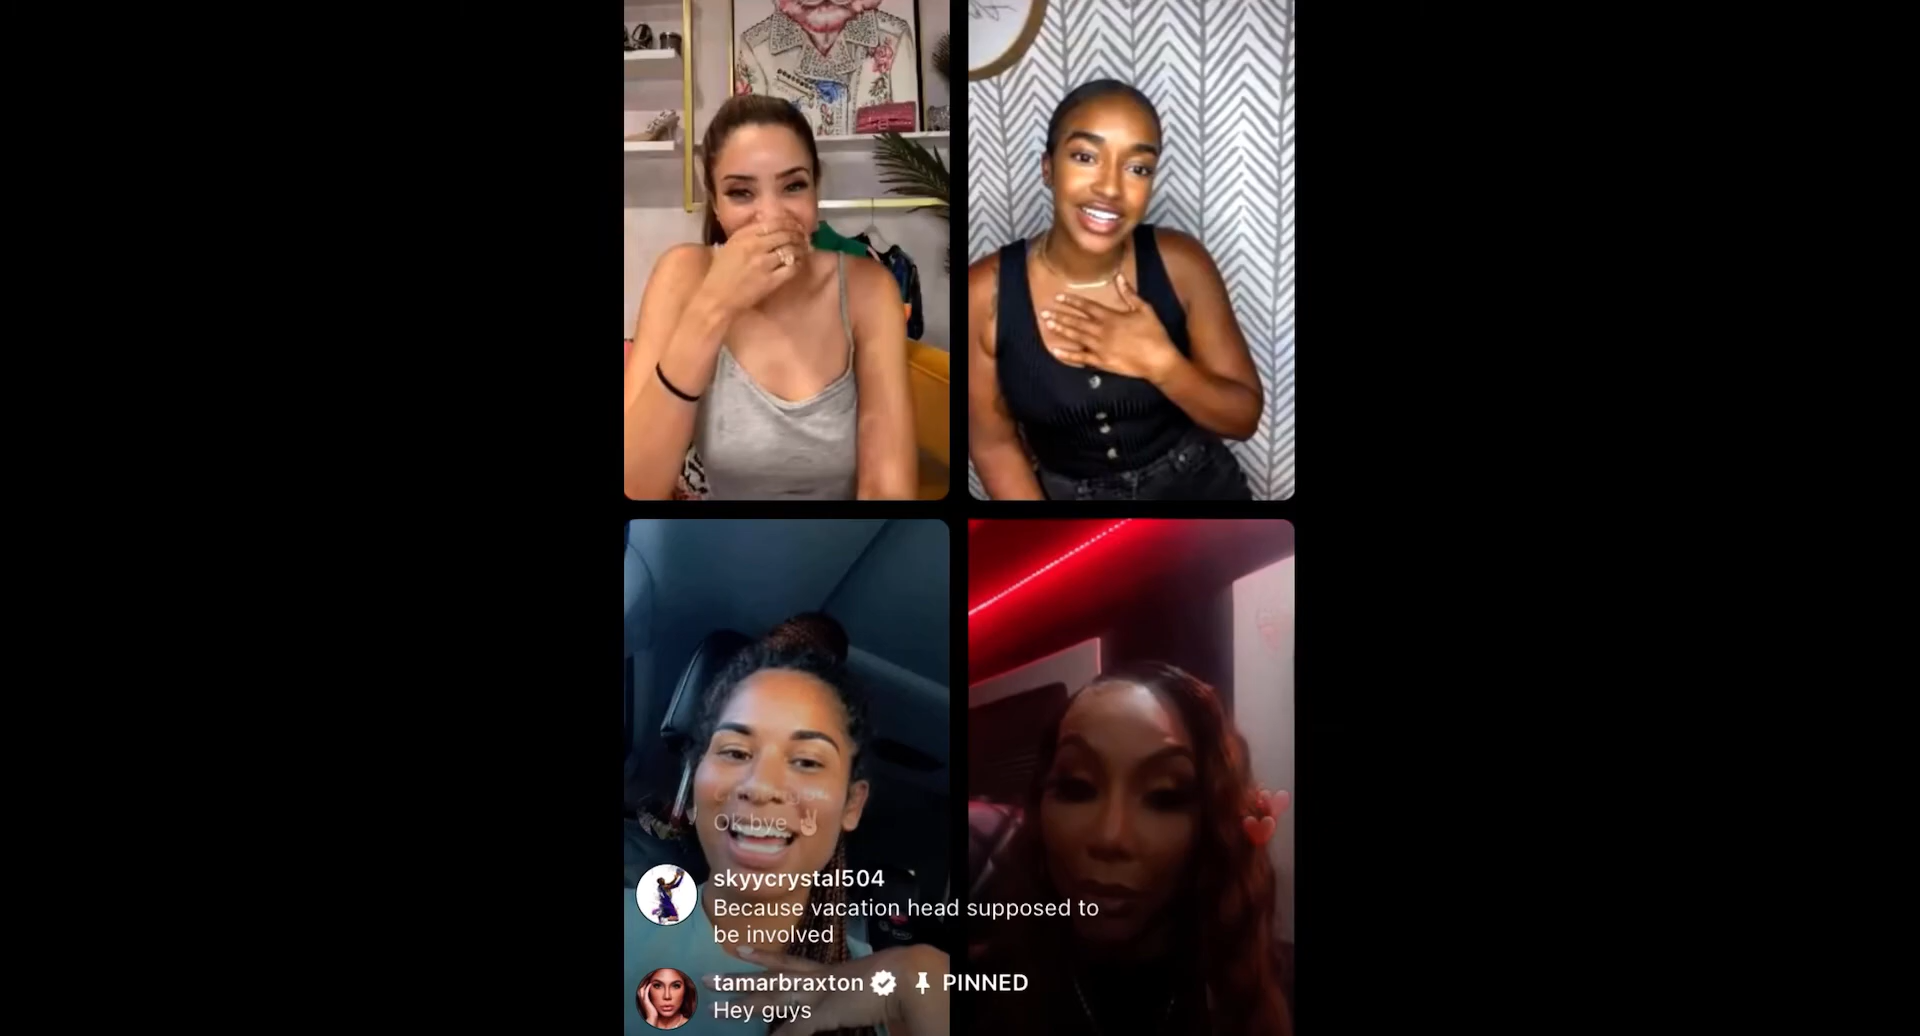 Ok bye ✌🏻
skyycrystal504
Because vacation head supposed to
be involved
tamarbraxton PINNED
Hey guys